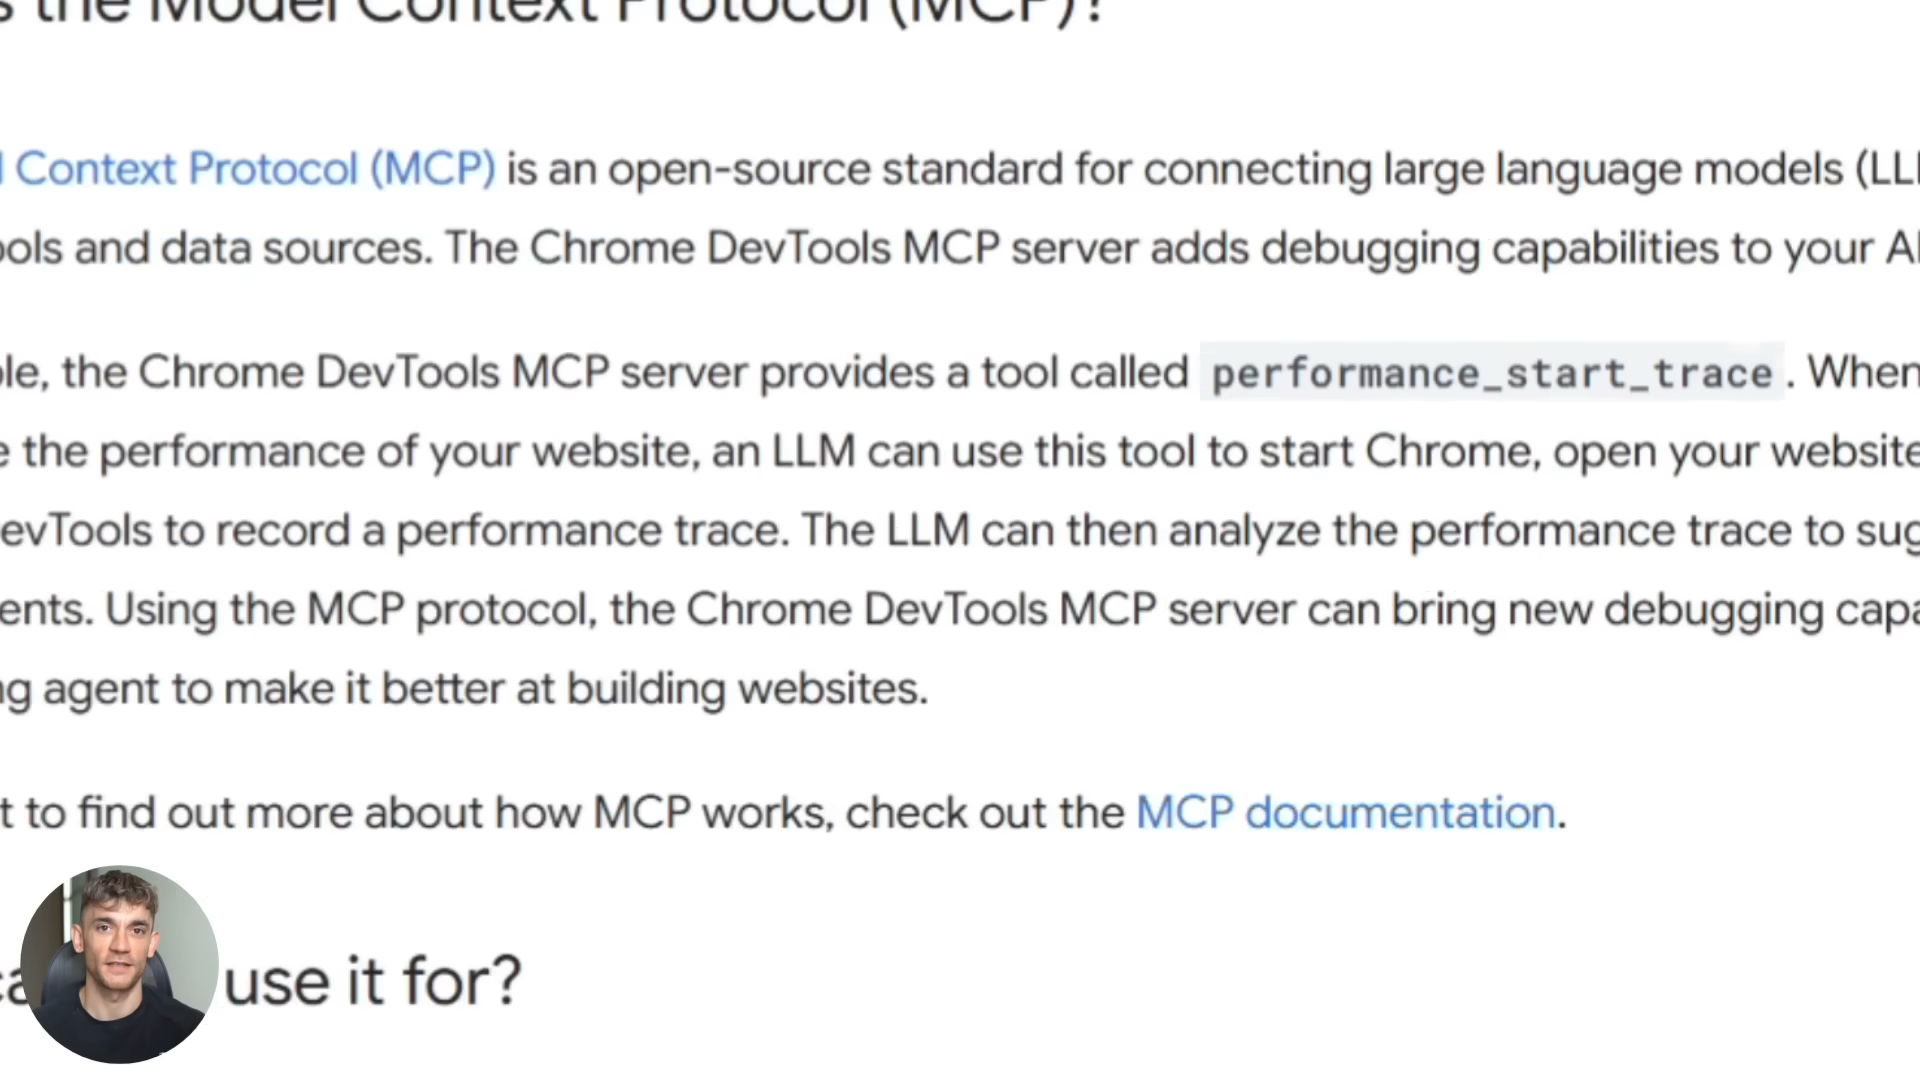 the Model Context Protocol (MCP)?
Context Protocol (MCP) is an open-source standard for connecting large language models (LL
ools and data sources. The Chrome DevTools MCP server adds debugging capabilities to your A
le, the Chrome DevTools MCP server provides a tool called performance_start_trace. When
e the performance of your website, an LLM can use this tool to start Chrome, open your website
evTools to record a performance trace. The LLM can then analyze the performance trace to sug
ents. Using the MCP protocol, the Chrome DevTools MCP server can bring new debugging capa
ng agent to make it better at building websites.
t to find out more about how MCP works, check out the MCP documentation.
ca use it for?